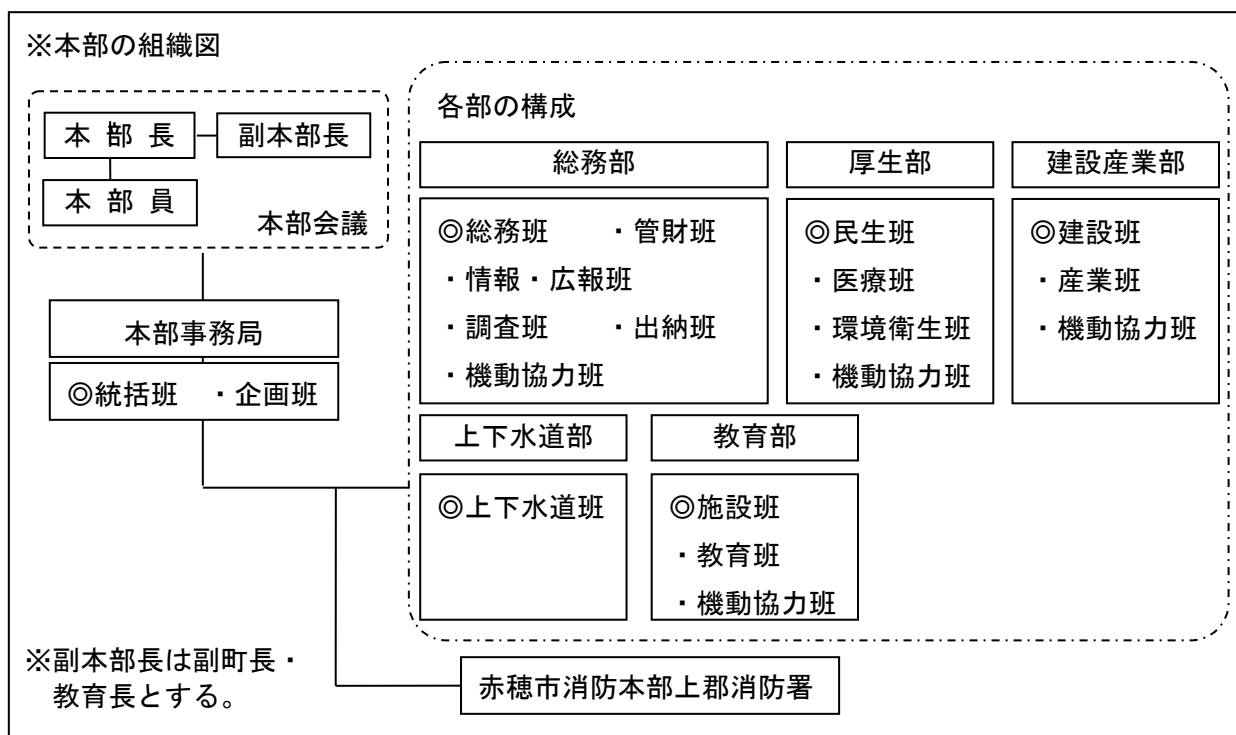 ※本部の組織図
本部長
副本部長
本部員
本部会議
本部事務局
◎統括班 ・企画班
各部の構成
総務部
◎総務班 ・管財班
・情報・広報班
・調査班 ・出納班
・機動協力班
厚生部
◎民生班
・医療班
・環境衛生班
・機動協力班
建設産業部
◎建設班
・産業班
・機動協力班
上下水道部
◎上下水道班
教育部
◎施設班
・教育班
・機動協力班
※副本部長は副町長・
教育長とする。
赤穂市消防本部上郡消防署